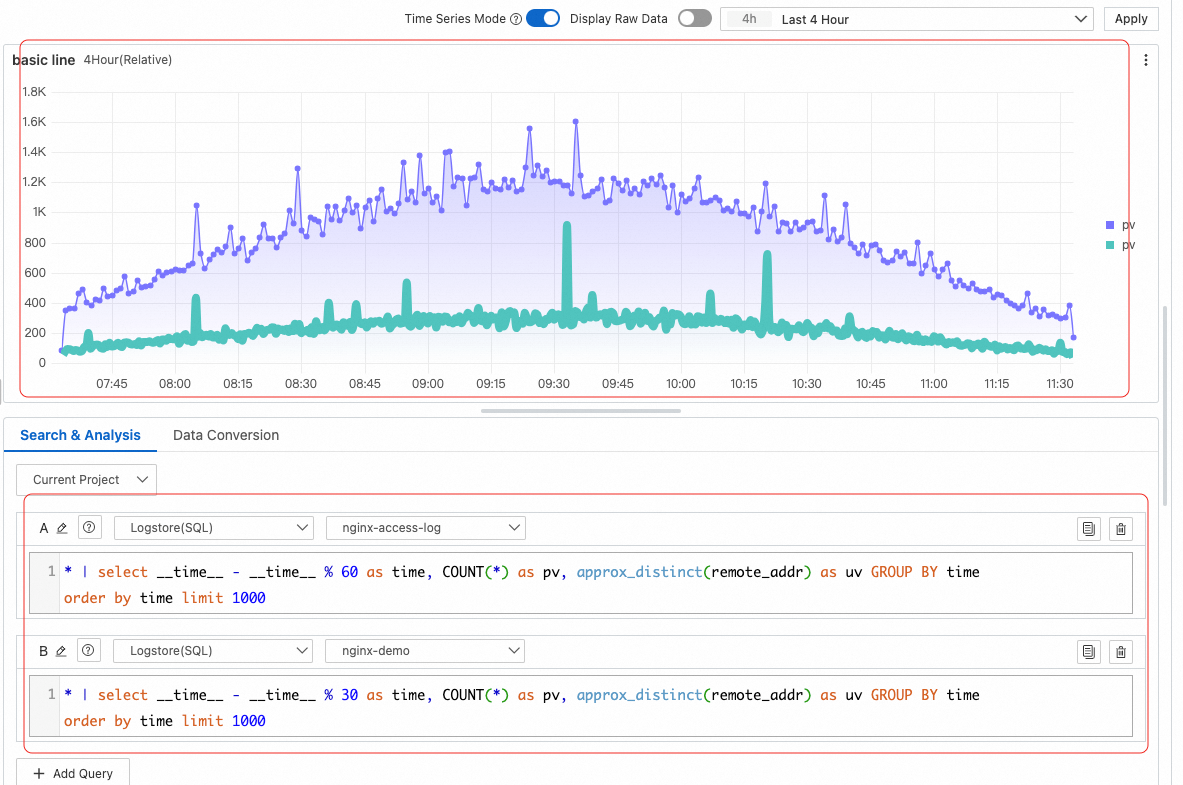 Time Series Mode ? Display Raw Data 4h Last 4 Hour Apply
basic line 4Hour(Relative)
1.8K
1.6K
1.4K
1.2K
1K
800
600
400
200
0
07:45 08:00 08:15 08:30 08:45 09:00 09:15 09:30 09:45 10:00 10:15 10:30 10:45 11:00 11:15 11:30
pv
pv
Search & Analysis Data Conversion
Current Project
A ? Logstore(SQL) nginx-access-log
1 * | select __time__ - __time__ % 60 as time, COUNT(*) as pv, approx_distinct(remote_addr) as uv GROUP BY time
order by time limit 1000
B ? Logstore(SQL) nginx-demo
1 * | select __time__ - __time__ % 30 as time, COUNT(*) as pv, approx_distinct(remote_addr) as uv GROUP BY time
order by time limit 1000
+ Add Query